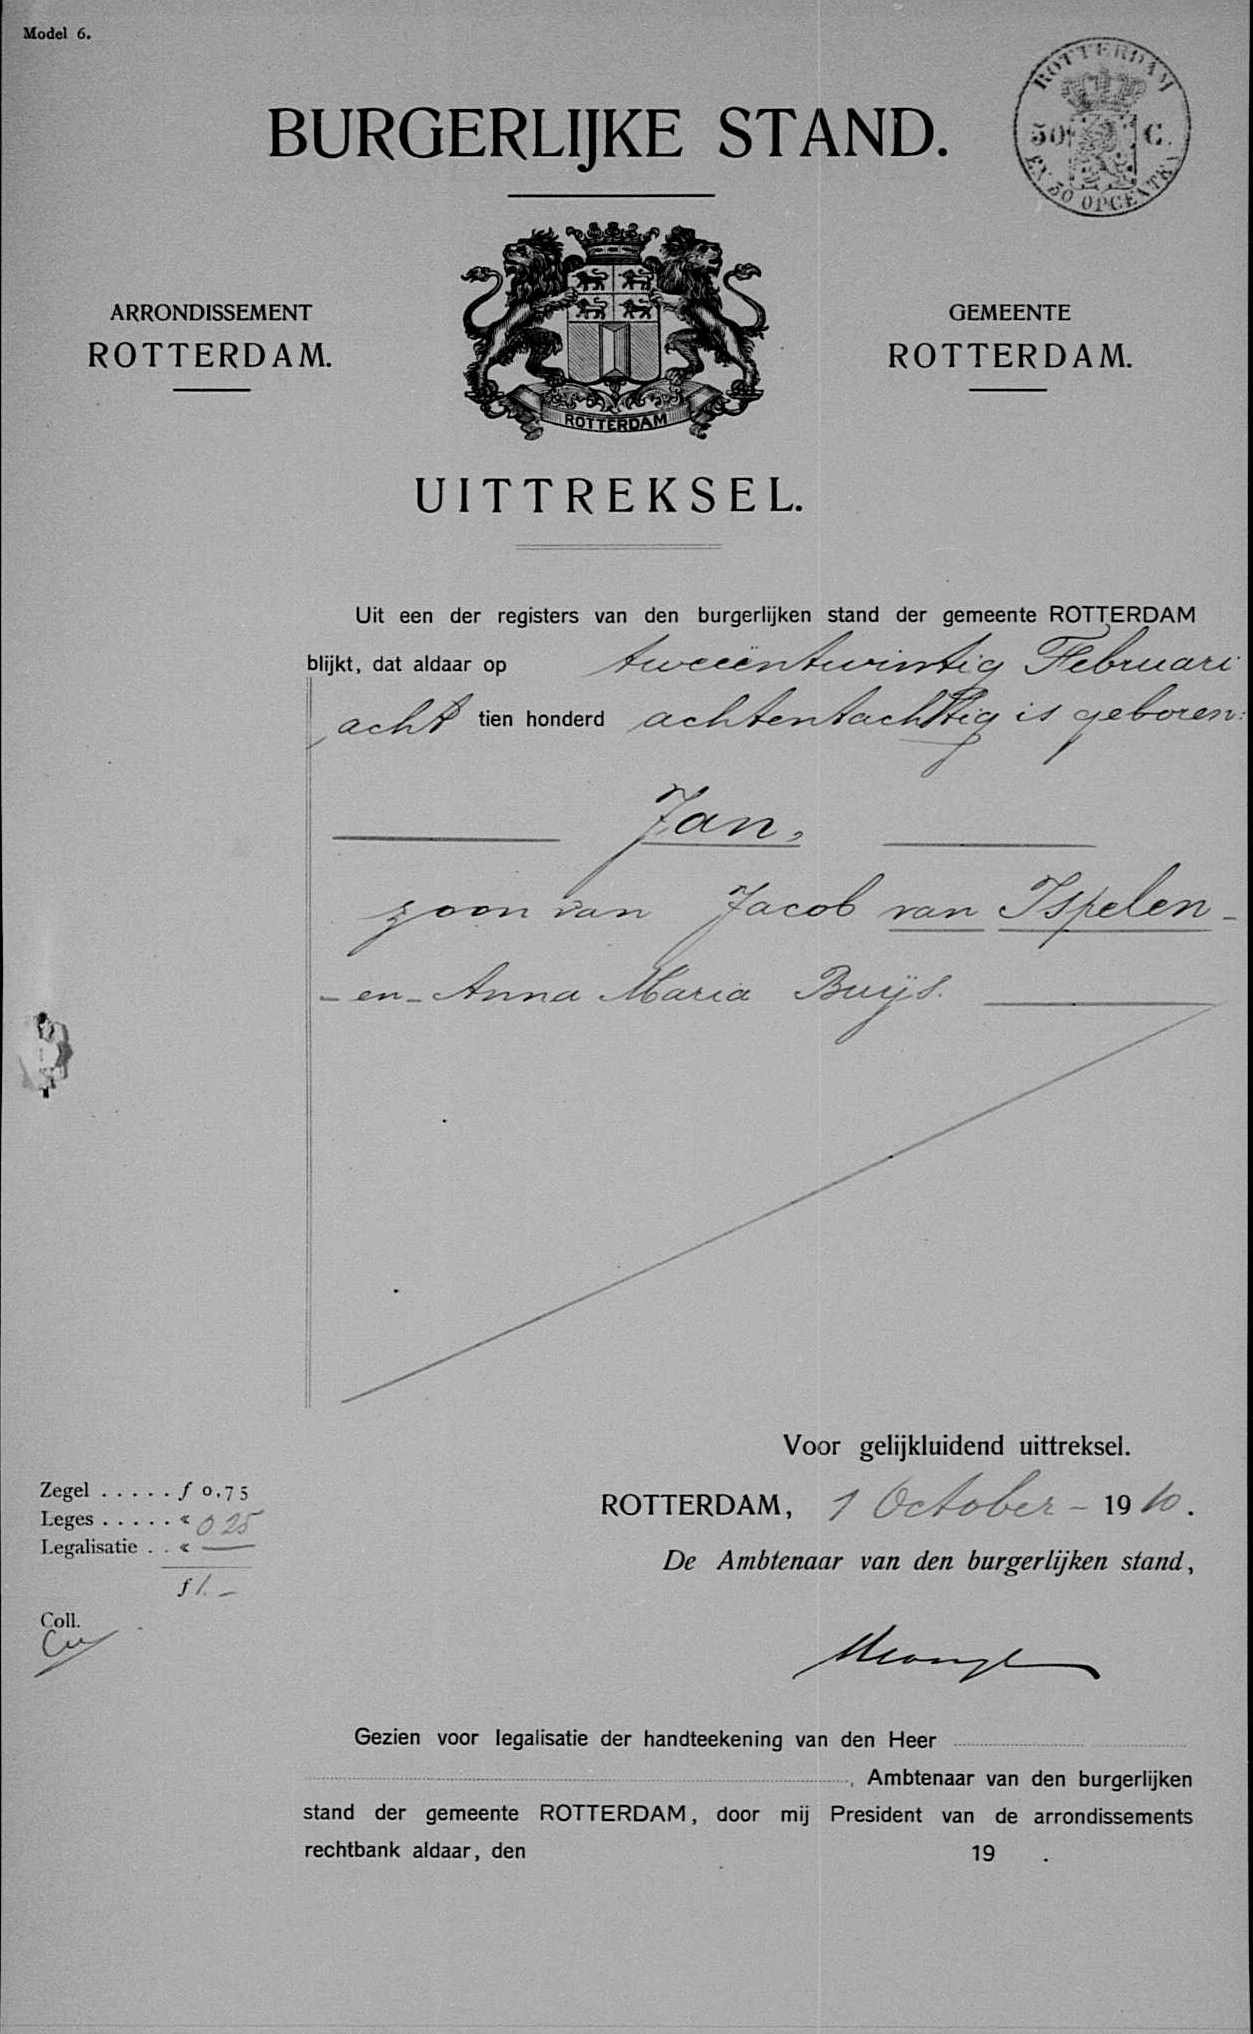 Model 6.
ROTTERDAM
50 C.
EN 50 OPCENTEN
BURGERLIJKE STAND.
ARRONDISSEMENT
ROTTERDAM.
GEMEENTE
ROTTERDAM.
ROTTERDAM
UITTREKSEL.
Uit een der registers van den burgerlijken stand der gemeente ROTTERDAM
blijkt, dat aldaar op tweeëntwintig Februari
acht tien honderd achtentachttig is geboren:
Jan,
zoon van Jacob van Ispelen -
- en - Anna Maria Buijs.
Voor gelijkluidend uittreksel.
Zegel ..... f 0.75
Leges ..... " 0 25
Legalisatie .. " —
f 1. -
Coll.
ROTTERDAM, 1 October - 1910.
De Ambtenaar van den burgerlijken stand,
Gezien voor legalisatie der handteekening van den Heer
, Ambtenaar van den burgerlijken
stand der gemeente ROTTERDAM, door mij President van de arrondissements
rechtbank aldaar, den 19 .